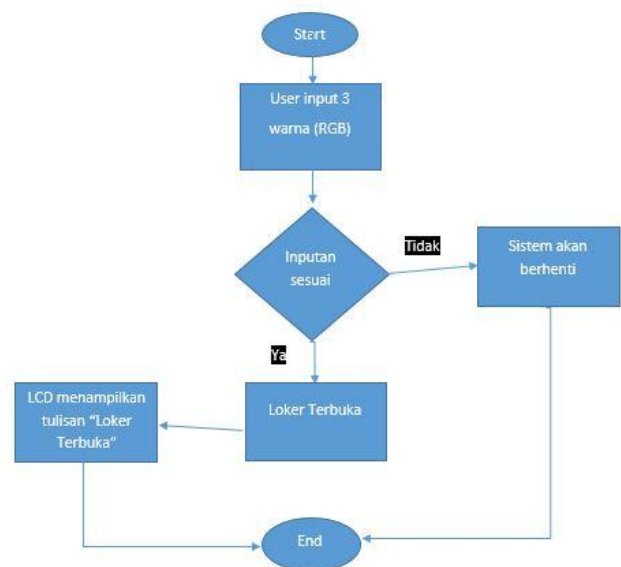 Start
User input 3
warna (RGB)
Inputan
sesuai
Tidak
Sistem akan
berhenti
Ya
Loker Terbuka
LCD menampilkan
tulisan “Loker
Terbuka”
End